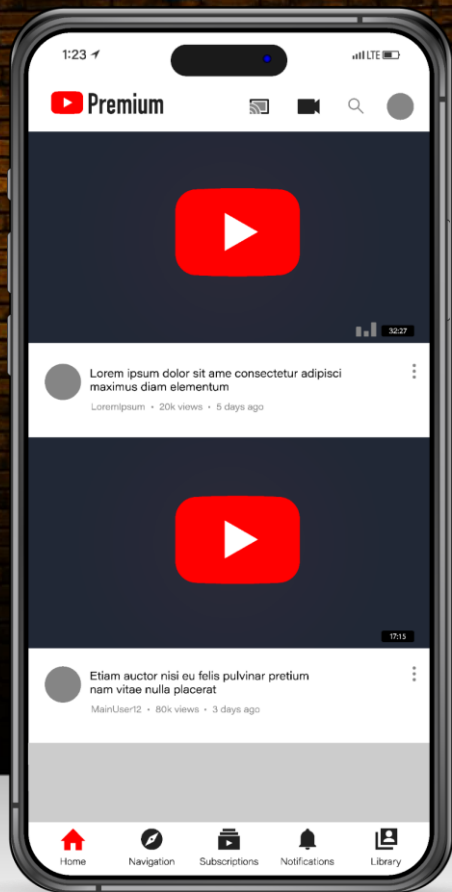 1:23
LTE
Premium
32:27
Lorem ipsum dolor sit ame consectetur adipisci
maximus diam elementum
LoremIpsum • 20k views • 5 days ago
17:15
Etiam auctor nisi eu felis pulvinar pretium
nam vitae nulla placerat
MainUser12 • 80k views • 3 days ago
Home Navigation Subscriptions Notifications Library